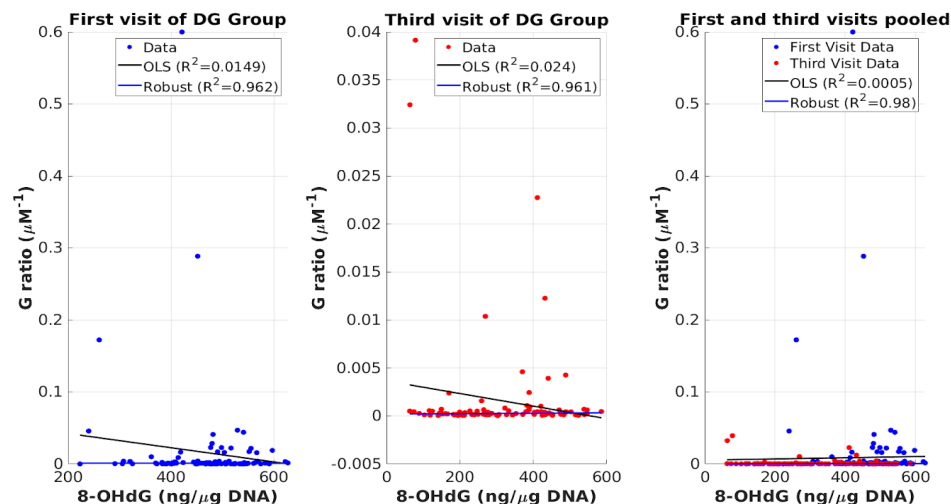 First visit of DG Group
0.6
0.5
0.4
0.3
0.2
0.1
0
200
400
600
G ratio (μM⁻¹)
8-OHdG (ng/μg DNA)
Data
OLS (R²=0.0149)
Robust (R²=0.962)
Third visit of DG Group
0.04
0.035
0.03
0.025
0.02
0.015
0.01
0.005
0
-0.005
0
200
400
600
G ratio (μM⁻¹)
8-OHdG (ng/μg DNA)
Data
OLS (R²=0.024)
Robust (R²=0.961)
First and third visits pooled
0.6
0.5
0.4
0.3
0.2
0.1
0
0
200
400
600
G ratio (μM⁻¹)
8-OHdG (ng/μg DNA)
First Visit Data
Third Visit Data
OLS (R²=0.0005)
Robust (R²=0.98)